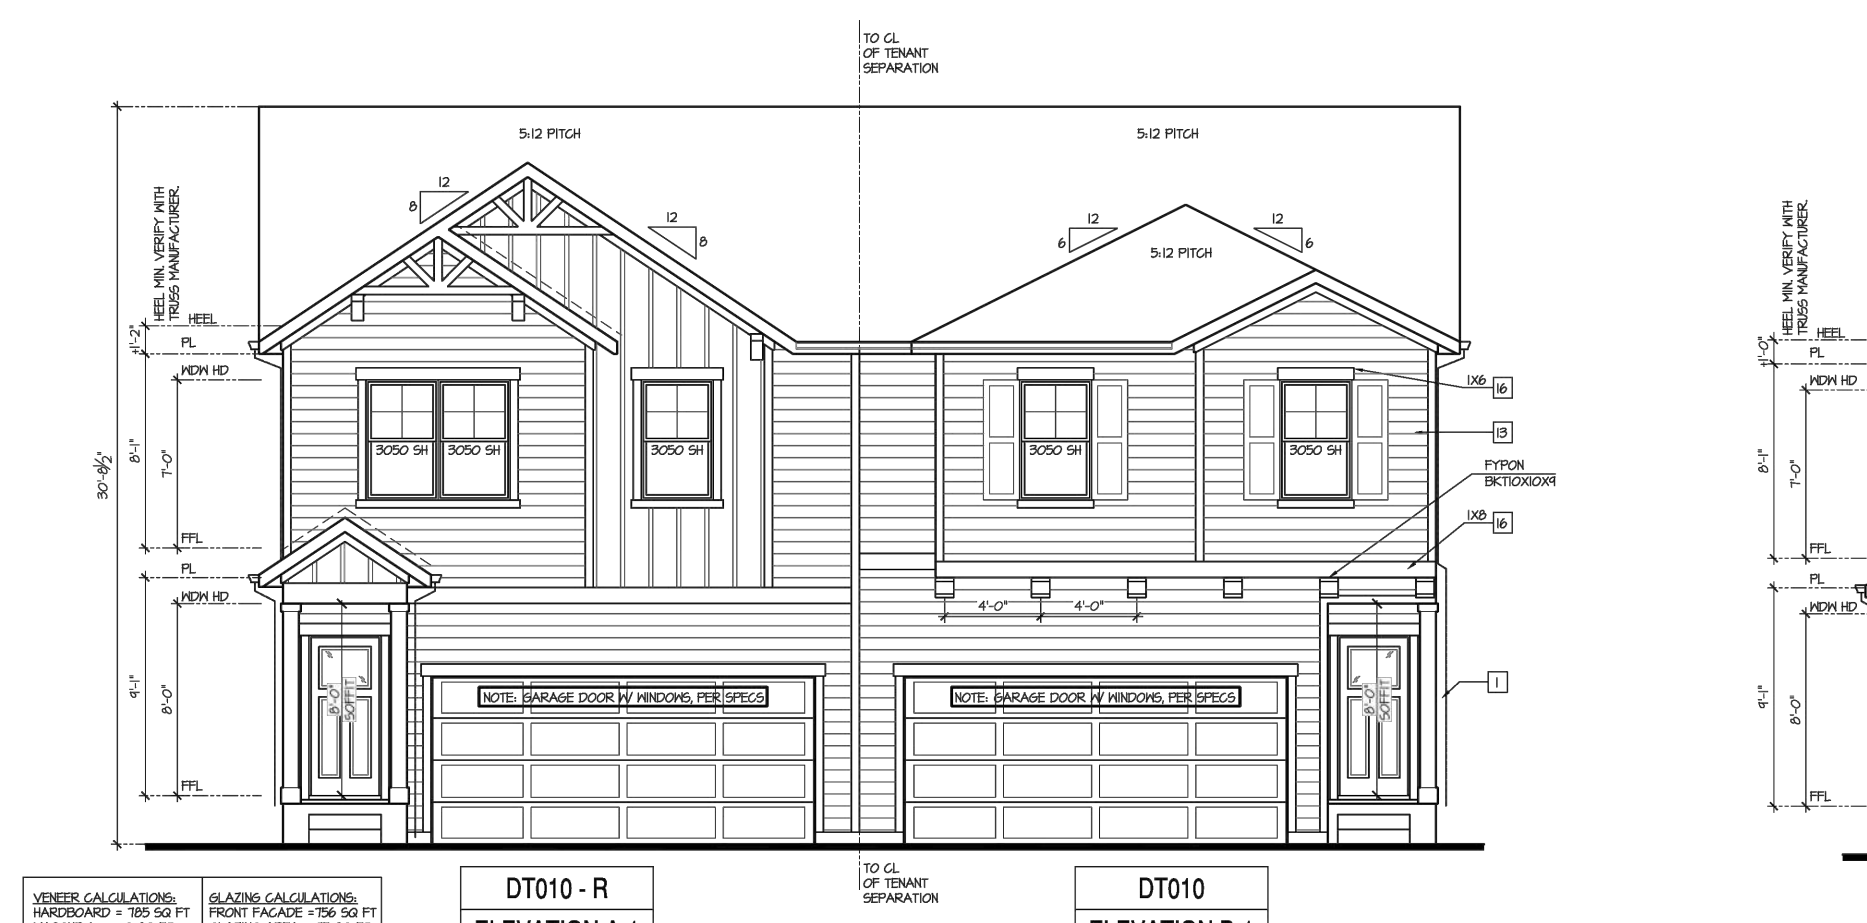 TO CL
OF TENANT
SEPARATION
5:12 PITCH
5:12 PITCH
12
8
12
8
12
6
12
6
5:12 PITCH
HEEL MIN. VERIFY WITH
TRUSS MANUFACTURER.
HEEL
±1'-2"
PL
WDW HD
8'-1"
7'-0"
30'-8½"
FFL
PL
WDW HD
9'-1"
8'-0"
FFL
3050 SH
3050 SH
3050 SH
3050 SH
3050 SH
1X6
16
13
FYPON
BKT10X10X9
1X8
16
4'-0"
4'-0"
1
8'-0"
SOFFIT
NOTE: GARAGE DOOR W/ WINDOWS, PER SPECS
NOTE: GARAGE DOOR W/ WINDOWS, PER SPECS
8'-0"
SOFFIT
HEEL MIN. VERIFY WITH
TRUSS MANUFACTURER.
HEEL
±1'-0"
PL
WDW HD
8'-1"
7'-0"
FFL
PL
WDW HD
9'-1"
8'-0"
FFL
TO CL
OF TENANT
SEPARATION
VENEER CALCULATIONS:
HARDBOARD = 785 SQ FT
GLAZING CALCULATIONS:
FRONT FACADE =756 SQ FT
DT010 - R
DT010